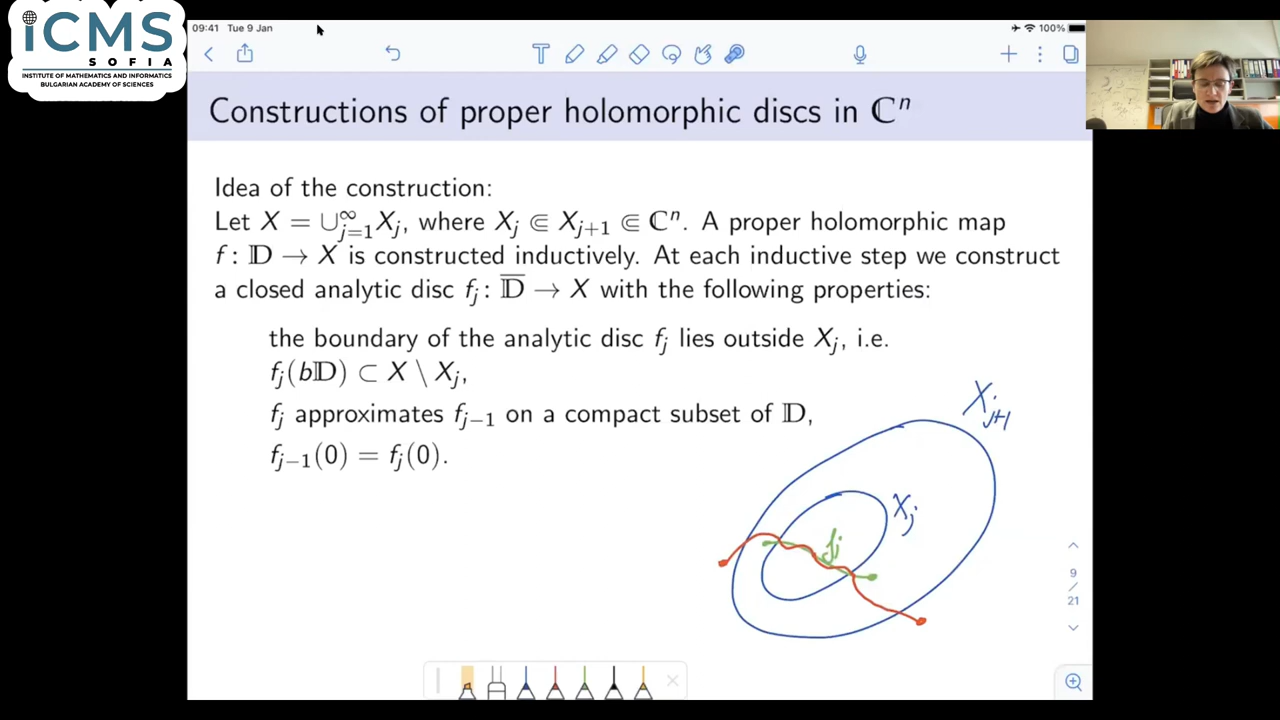 iCMS
SOFIA
INSTITUTE OF MATHEMATICS AND INFORMATICS
BULGARIAN ACADEMY OF SCIENCES
09:41 Tue 9 Jan
100%
Constructions of proper holomorphic discs in ℂⁿ
Idea of the construction:
Let X = ∪_{j=1}^∞ X_j, where X_j ⋐ X_{j+1} ⋐ ℂⁿ. A proper holomorphic map
f : 𝔻 → X is constructed inductively. At each inductive step we construct
a closed analytic disc f_j : \overline{𝔻} → X with the following properties:
the boundary of the analytic disc f_j lies outside X_j, i.e.
f_j(b𝔻) ⊂ X \ X_j,
f_j approximates f_{j−1} on a compact subset of 𝔻,
f_{j−1}(0) = f_j(0).
X_{j+1}
X_j
f_j
9
/
21